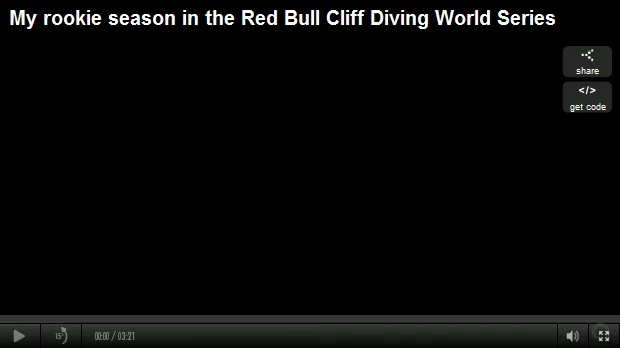 My rookie season in the Red Bull Cliff Diving World Series
share
</>
get code
15"
00:00 / 03:21